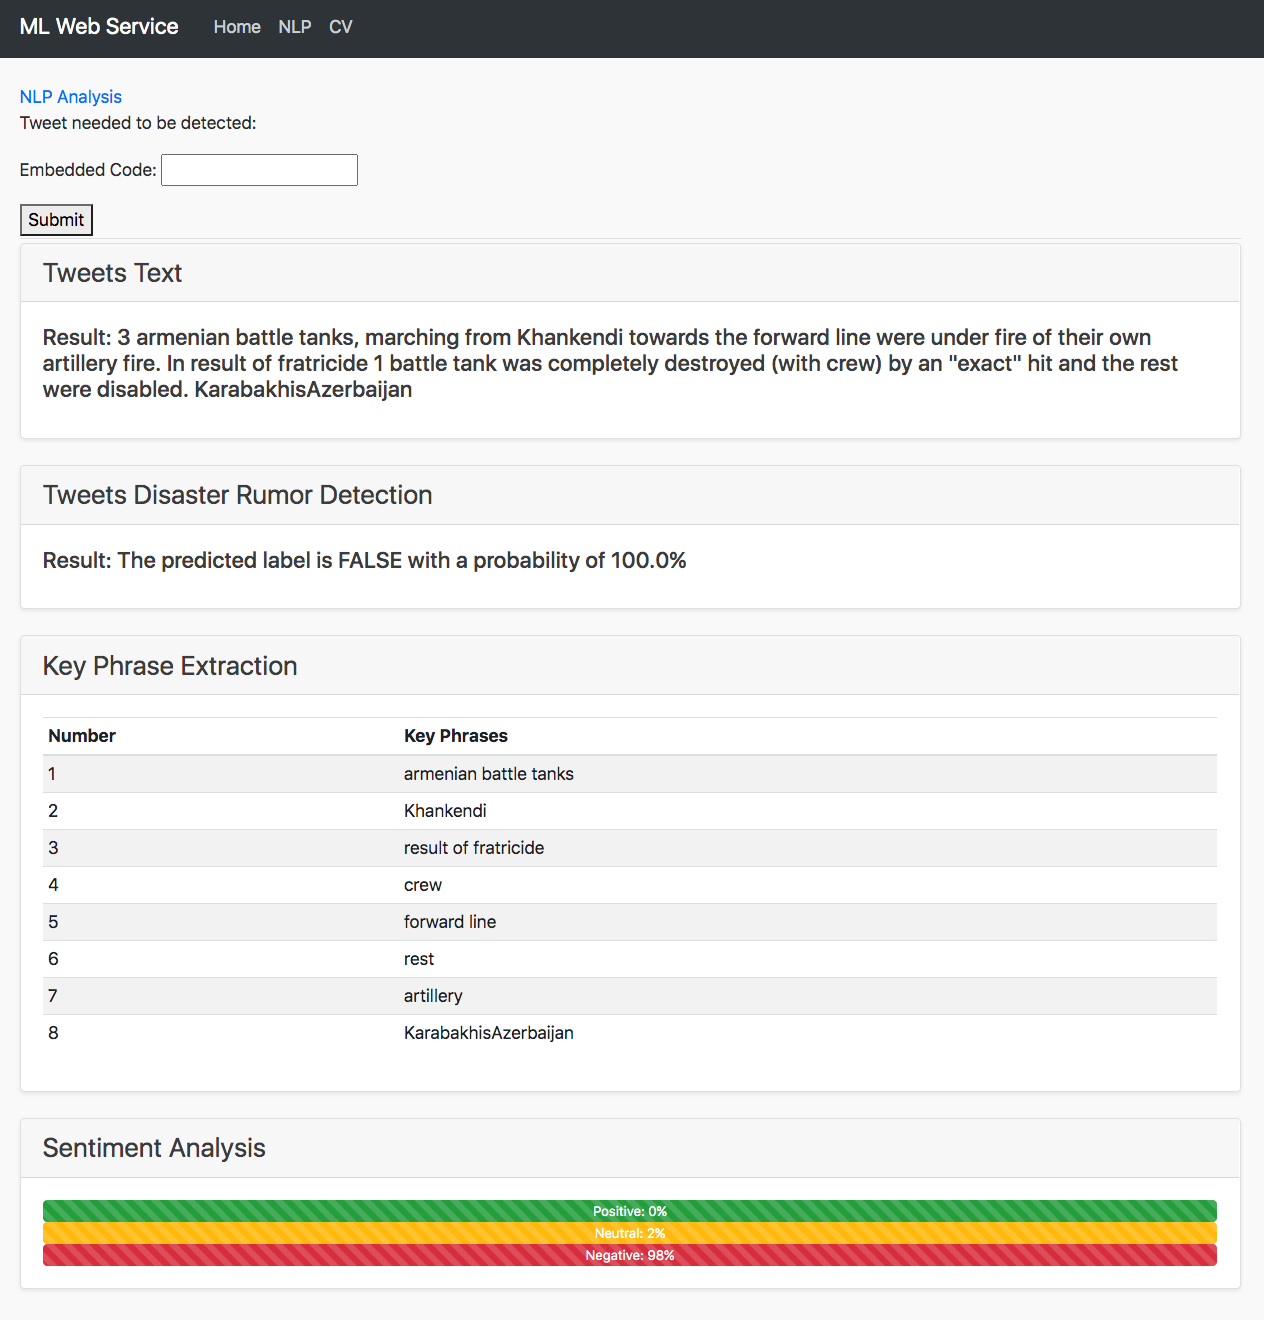 ML Web Service Home NLP CV
NLP Analysis
Tweet needed to be detected:
Embedded Code:
Submit
Tweets Text
Result: 3 armenian battle tanks, marching from Khankendi towards the forward line were under fire of their own
artillery fire. In result of fratricide 1 battle tank was completely destroyed (with crew) by an "exact" hit and the rest
were disabled. KarabakhisAzerbaijan
Tweets Disaster Rumor Detection
Result: The predicted label is FALSE with a probability of 100.0%
Key Phrase Extraction
Number Key Phrases
1 armenian battle tanks
2 Khankendi
3 result of fratricide
4 crew
5 forward line
6 rest
7 artillery
8 KarabakhisAzerbaijan
Sentiment Analysis
Positive: 0%
Neutral: 2%
Negative: 98%